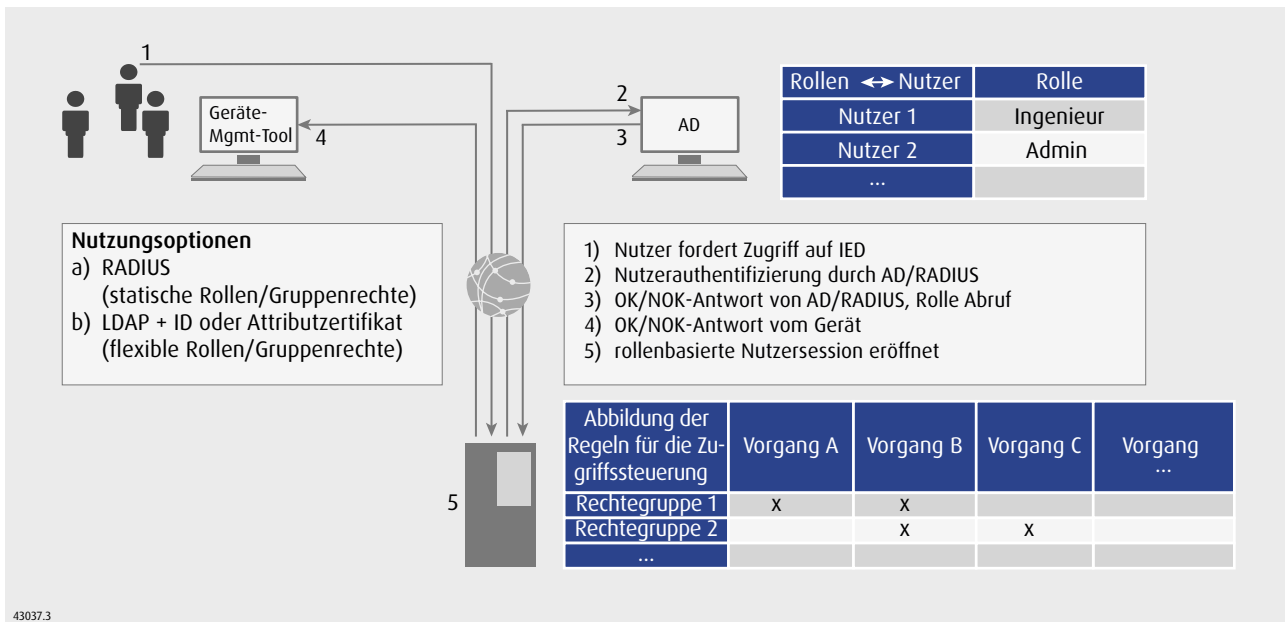 1
Geräte-
Mgmt-Tool
4
2
3
AD
Rollen ↔ Nutzer Rolle
Nutzer 1 Ingenieur
Nutzer 2 Admin
...
Nutzungsoptionen
a) RADIUS
(statische Rollen/Gruppenrechte)
b) LDAP + ID oder Attributzertifikat
(flexible Rollen/Gruppenrechte)
1) Nutzer fordert Zugriff auf IED
2) Nutzerauthentifizierung durch AD/RADIUS
3) OK/NOK-Antwort von AD/RADIUS, Rolle Abruf
4) OK/NOK-Antwort vom Gerät
5) rollenbasierte Nutzersession eröffnet
5
Abbildung der
Regeln für die Zu-
griffssteuerung
Vorgang A
Vorgang B
Vorgang C
Vorgang
...
Rechtegruppe 1 x x
Rechtegruppe 2 x x
...
43037.3